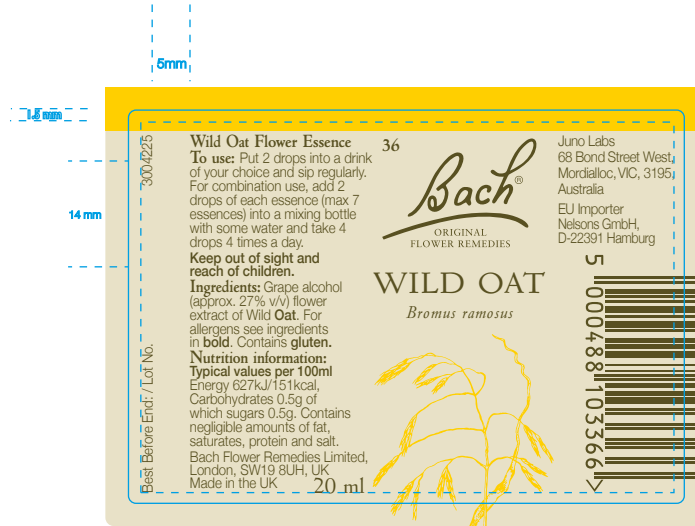 5mm
1.5 mm
14 mm
3004225
Best Before End: / Lot No.
Wild Oat Flower Essence
To use: Put 2 drops into a drink
of your choice and sip regularly.
For combination use, add 2
drops of each essence (max 7
essences) into a mixing bottle
with some water and take 4
drops 4 times a day.
Keep out of sight and
reach of children.
Ingredients: Grape alcohol
(approx. 27% v/v) flower
extract of Wild Oat. For
allergens see ingredients
in bold. Contains gluten.
Nutrition information:
Typical values per 100ml
Energy 627kJ/151kcal,
Carbohydrates 0.5g of
which sugars 0.5g. Contains
negligible amounts of fat,
saturates, protein and salt.
Bach Flower Remedies Limited,
London, SW19 8UH, UK
Made in the UK
20 ml
36
Bach®
ORIGINAL
FLOWER REMEDIES
WILD OAT
Bromus ramosus
Juno Labs
68 Bond Street West,
Mordialloc, VIC, 3195,
Australia
EU Importer
Nelsons GmbH,
D-22391 Hamburg
5 000488 103366 >